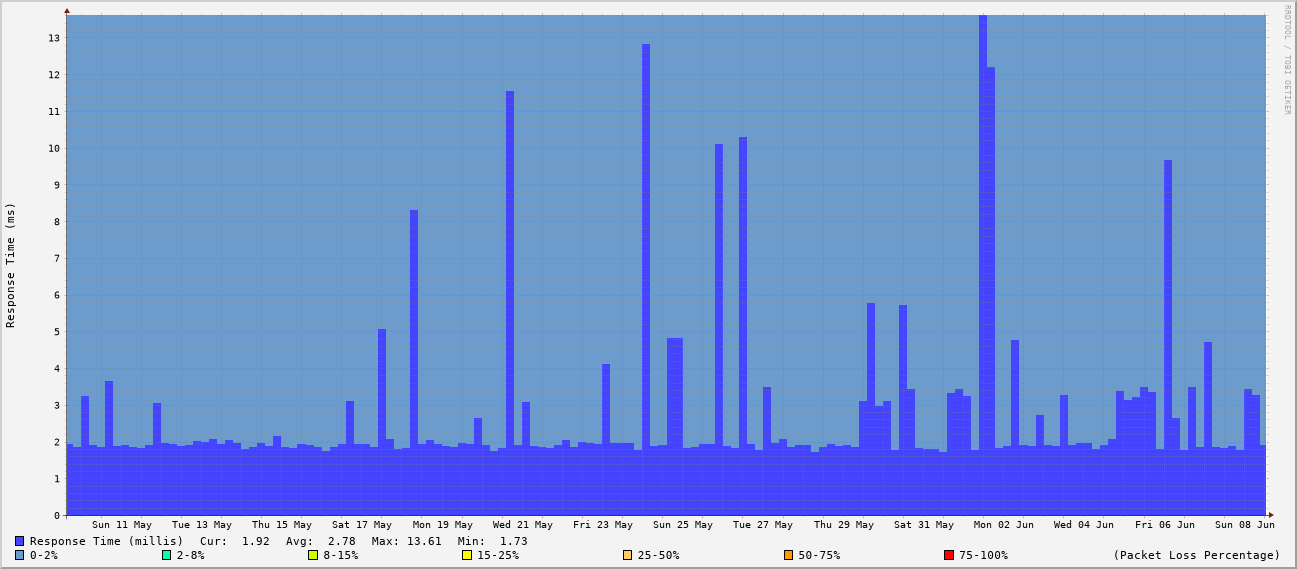 RRDTOOL / TOBI OETIKER
Response Time (ms)
13
12
11
10
9
8
7
6
5
4
3
2
1
0
Sun 11 May Tue 13 May Thu 15 May Sat 17 May Mon 19 May Wed 21 May Fri 23 May Sun 25 May Tue 27 May Thu 29 May Sat 31 May Mon 02 Jun Wed 04 Jun Fri 06 Jun Sun 08 Jun
Response Time (millis) Cur: 1.92 Avg: 2.78 Max: 13.61 Min: 1.73
0-2% 2-8% 8-15% 15-25% 25-50% 50-75% 75-100% (Packet Loss Percentage)